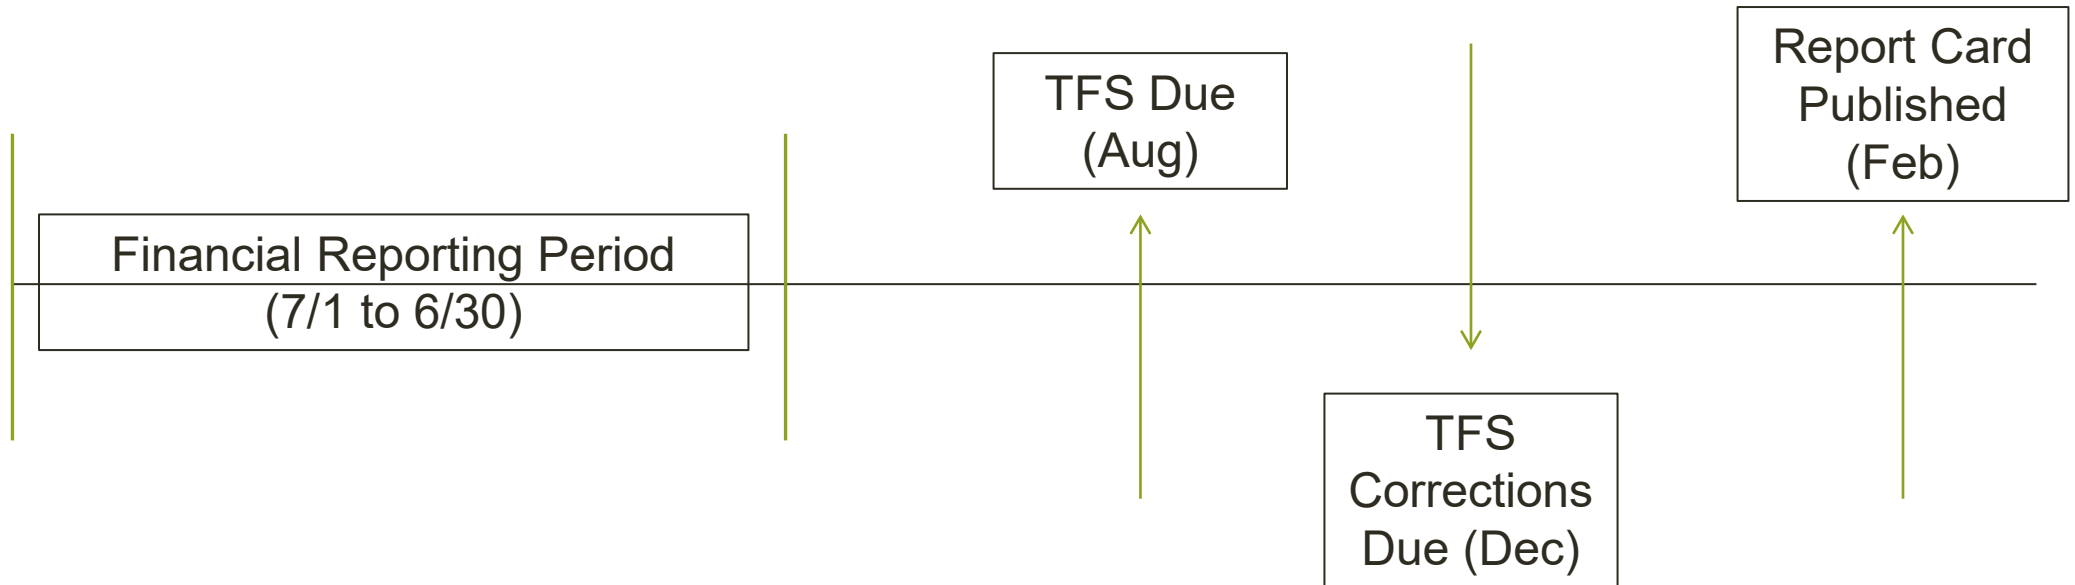 Financial Reporting Period
(7/1 to 6/30)
TFS Due
(Aug)
TFS
Corrections
Due (Dec)
Report Card
Published
(Feb)